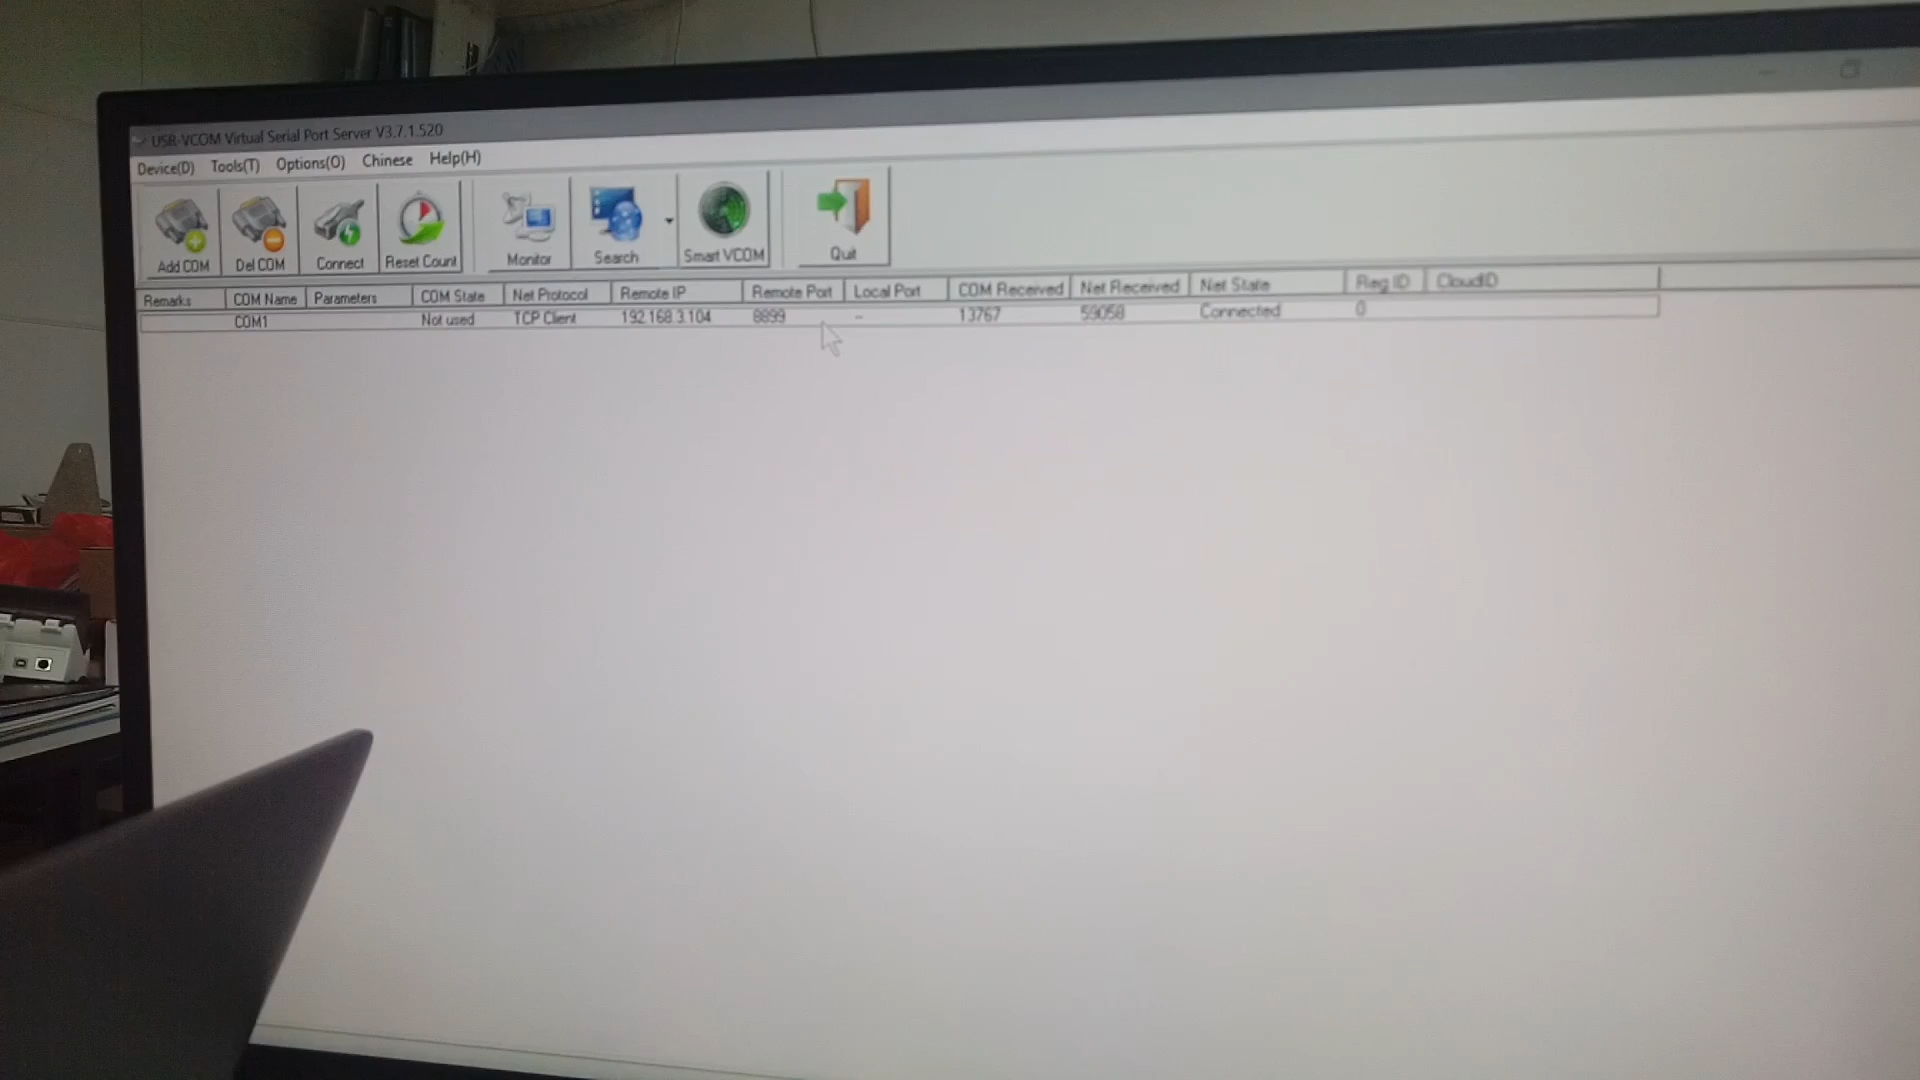 USR-VCOM Virtual Serial Port Server V3.7.1.520
Device(D) Tools(T) Options(O) Chinese Help(H)
Add COM Del COM Connect Reset Count Monitor Search Smart VCOM Quit
Remarks COM Name Parameters COM State Net Protocol Remote IP Remote Port Local Port COM Received Net Received Net State Reg ID CloudID
COM1 Not used TCP Client 192.168.3.104 8899 -- 13767 59058 Connected 0